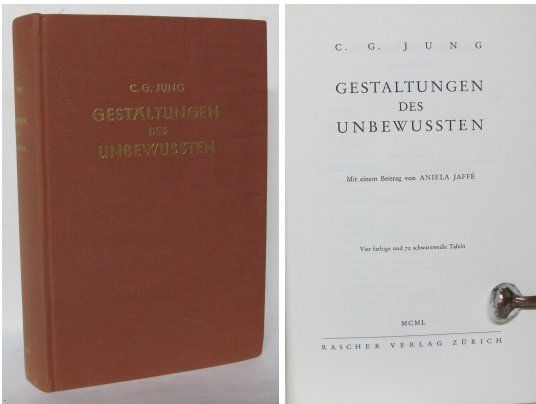 C. G. JUNG
GESTALTUNGEN
DES
UNBEWUSSTEN
C. G. JUNG
GESTALTUNGEN
DES
UNBEWUSSTEN
Mit einem Beitrag von ANIELA JAFFÉ
Vier farbige und 72 schwarzweiße Tafeln
MCML
RASCHER VERLAG ZÜRICH